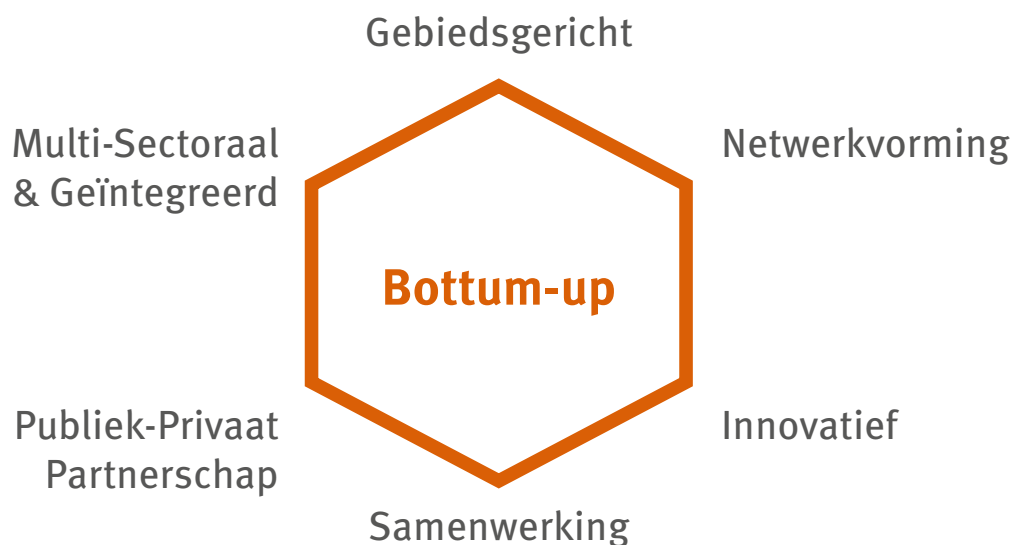 Gebiedsgericht
Multi-Sectoraal
& Geïntegreerd
Netwerkvorming
Bottum-up
Publiek-Privaat
Partnerschap
Innovatief
Samenwerking